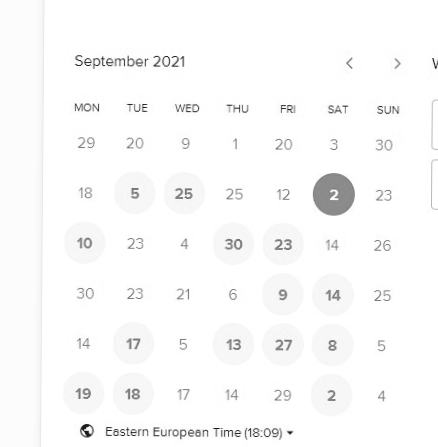 September 2021
W
MON TUE WED THU FRI SAT SUN
29 20 9 1 20 3 30
18 5 25 25 12 2 23
10 23 4 30 23 14 26
30 23 21 6 9 14 25
14 17 5 13 27 8 5
19 18 17 14 29 2 4
Eastern European Time (18:09)